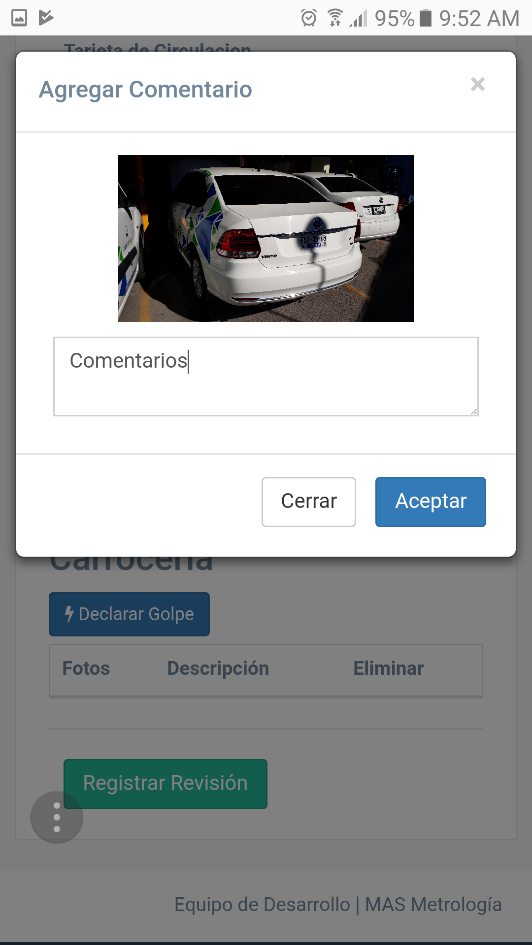 95% 9:52 AM
Tarjeta de Circulacion
Agregar Comentario
×
Comentarios
Cerrar
Aceptar
Carrocería
Declarar Golpe
Fotos Descripción Eliminar
Registrar Revisión
Equipo de Desarrollo | MAS Metrología